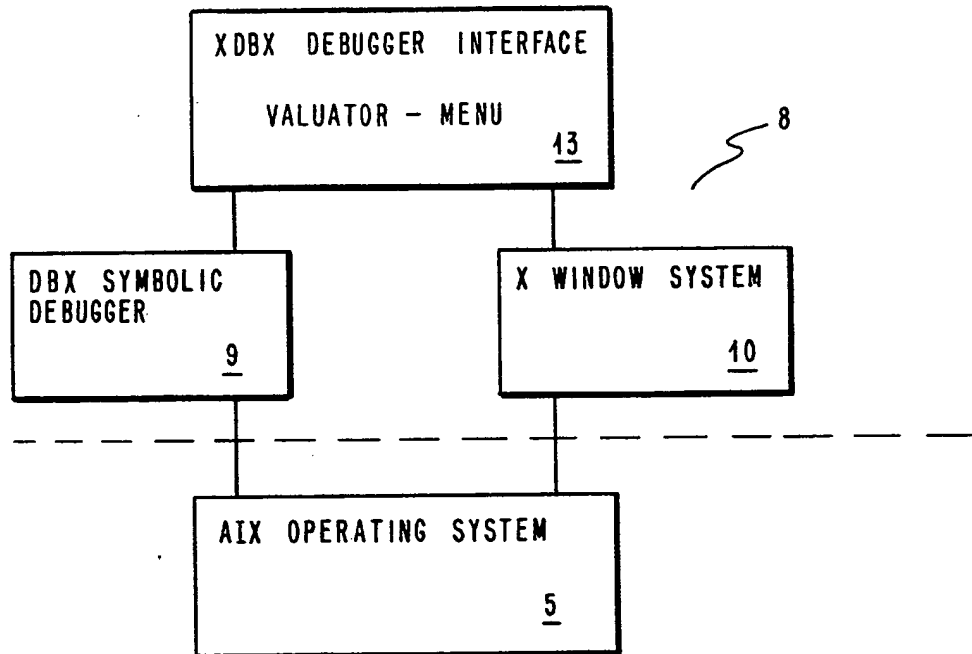 XDBX DEBUGGER INTERFACE
VALUATOR – MENU
13
8
DBX SYMBOLIC
DEBUGGER
9
X WINDOW SYSTEM
10
AIX OPERATING SYSTEM
5